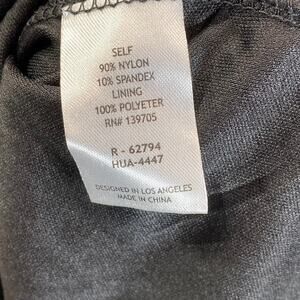 SELF
90% NYLON
10% SPANDEX
LINING
100% POLYETER
RN# 139705
R - 62794
HUA-4447
DESIGNED IN LOS ANGELES
MADE IN CHINA